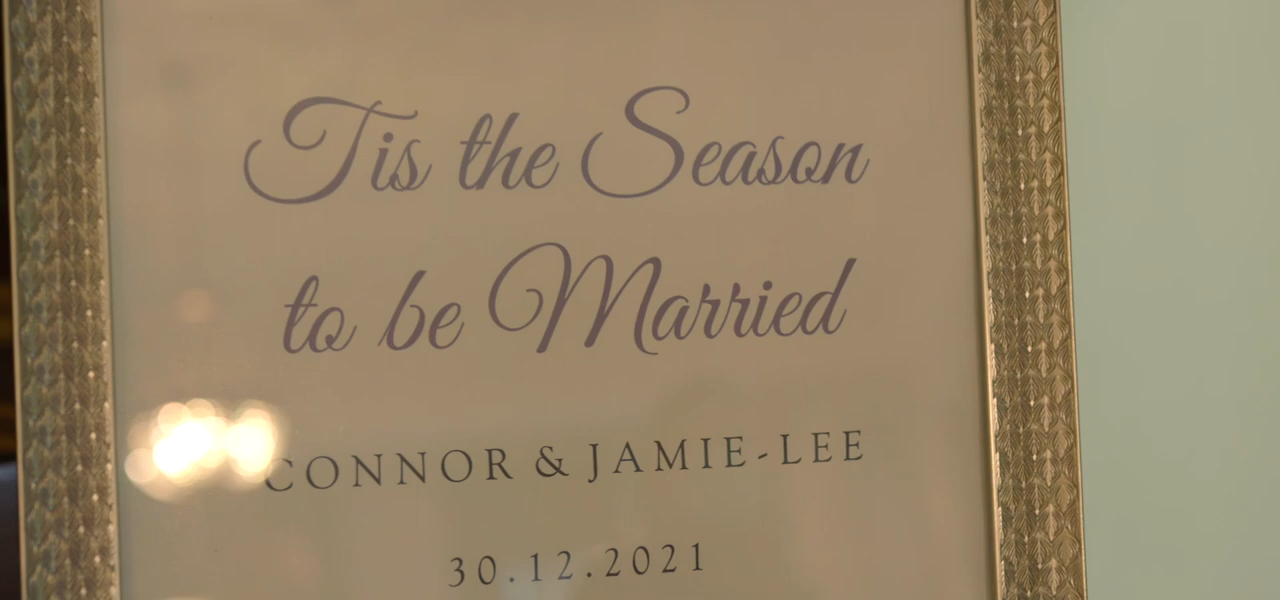 Tis the Season
to be Married
CONNOR & JAMIE-LEE
30.12.2021